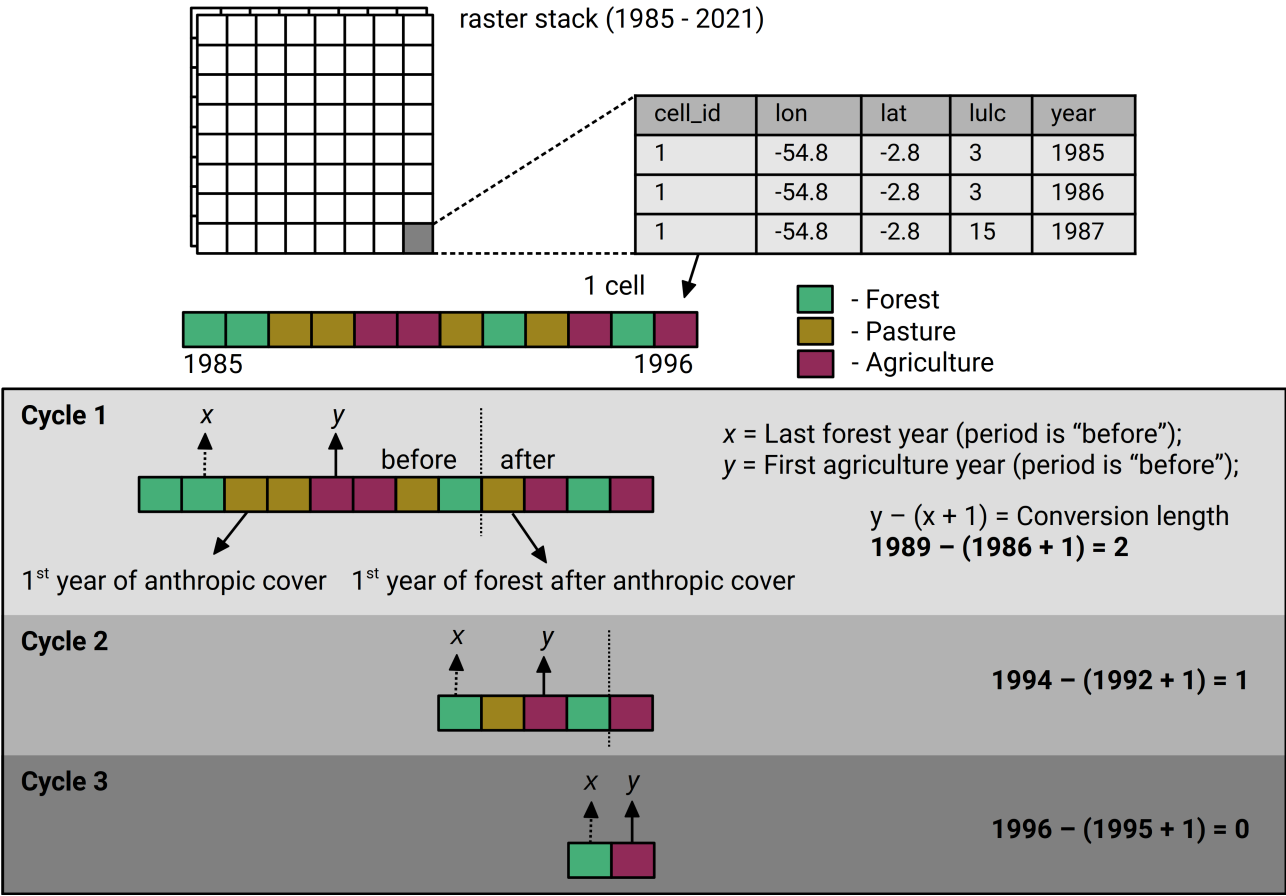 raster stack (1985 - 2021)
cell_id lon lat lulc year
1 -54.8 -2.8 3 1985
1 -54.8 -2.8 3 1986
1 -54.8 -2.8 15 1987
1 cell
- Forest
- Pasture
- Agriculture
1985 1996
Cycle 1
x y
before after
x = Last forest year (period is “before”);
y = First agriculture year (period is “before”);
y – (x + 1) = Conversion length
1989 – (1986 + 1) = 2
1st year of anthropic cover 1st year of forest after anthropic cover
Cycle 2
x y
1994 – (1992 + 1) = 1
Cycle 3
x y
1996 – (1995 + 1) = 0